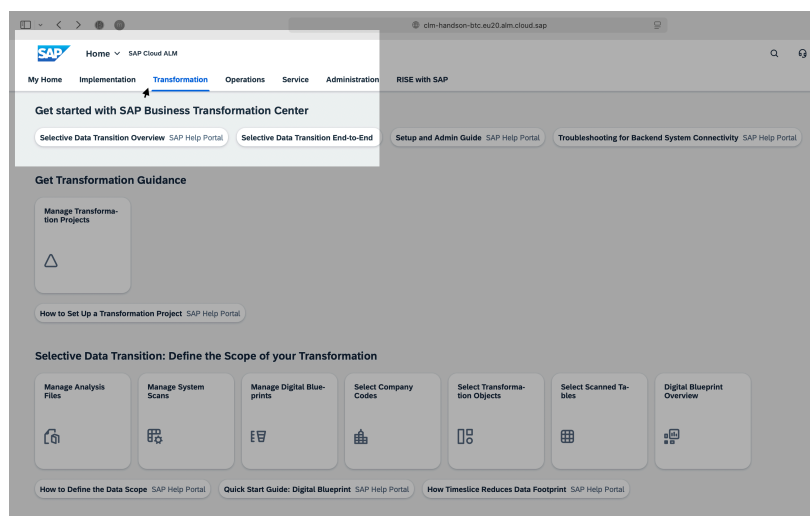 clm-handson-btc.eu20.alm.cloud.sap
SAP Home SAP Cloud ALM
My Home Implementation Transformation Operations Service Administration RISE with SAP
Get started with SAP Business Transformation Center
Selective Data Transition Overview SAP Help Portal Selective Data Transition End-to-End Setup and Admin Guide SAP Help Portal Troubleshooting for Backend System Connectivity SAP Help Portal
Get Transformation Guidance
Manage Transforma-
tion Projects
How to Set Up a Transformation Project SAP Help Portal
Selective Data Transition: Define the Scope of your Transformation
Manage Analysis
Files
Manage System
Scans
Manage Digital Blue-
prints
Select Company
Codes
Select Transforma-
tion Objects
Select Scanned Ta-
bles
Digital Blueprint
Overview
How to Define the Data Scope SAP Help Portal Quick Start Guide: Digital Blueprint SAP Help Portal How Timeslice Reduces Data Footprint SAP Help Portal